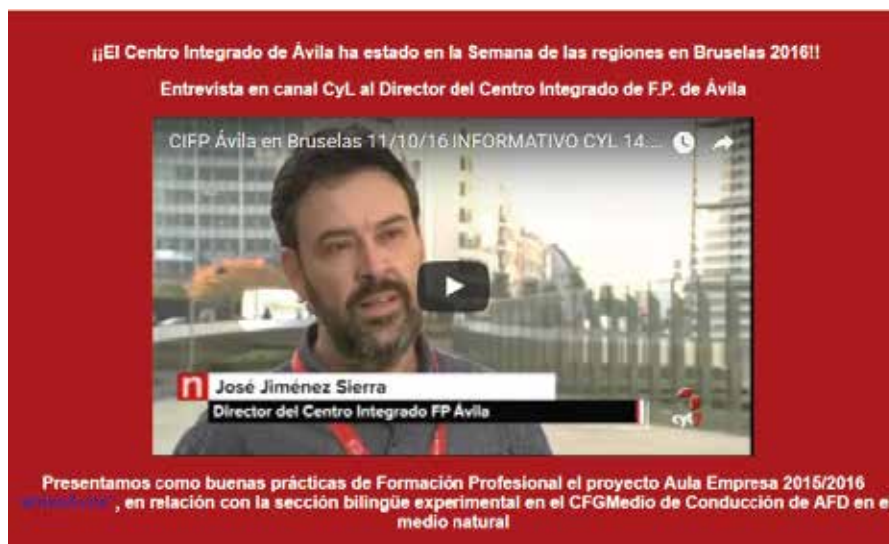 ¡¡El Centro Integrado de Ávila ha estado en la Semana de las regiones en Bruselas 2016!!
Entrevista en canal CyL al Director del Centro Integrado de F.P. de Ávila
CIFP Ávila en Bruselas 11/10/16 INFORMATIVO CYL 14....
n José Jiménez Sierra
Director del Centro Integrado FP Ávila
Presentamos como buenas prácticas de Formación Profesional el proyecto Aula Empresa 2015/2016
, en relación con la sección bilingüe experimental en el CFGMedio de Conducción de AFD en e
medio natural